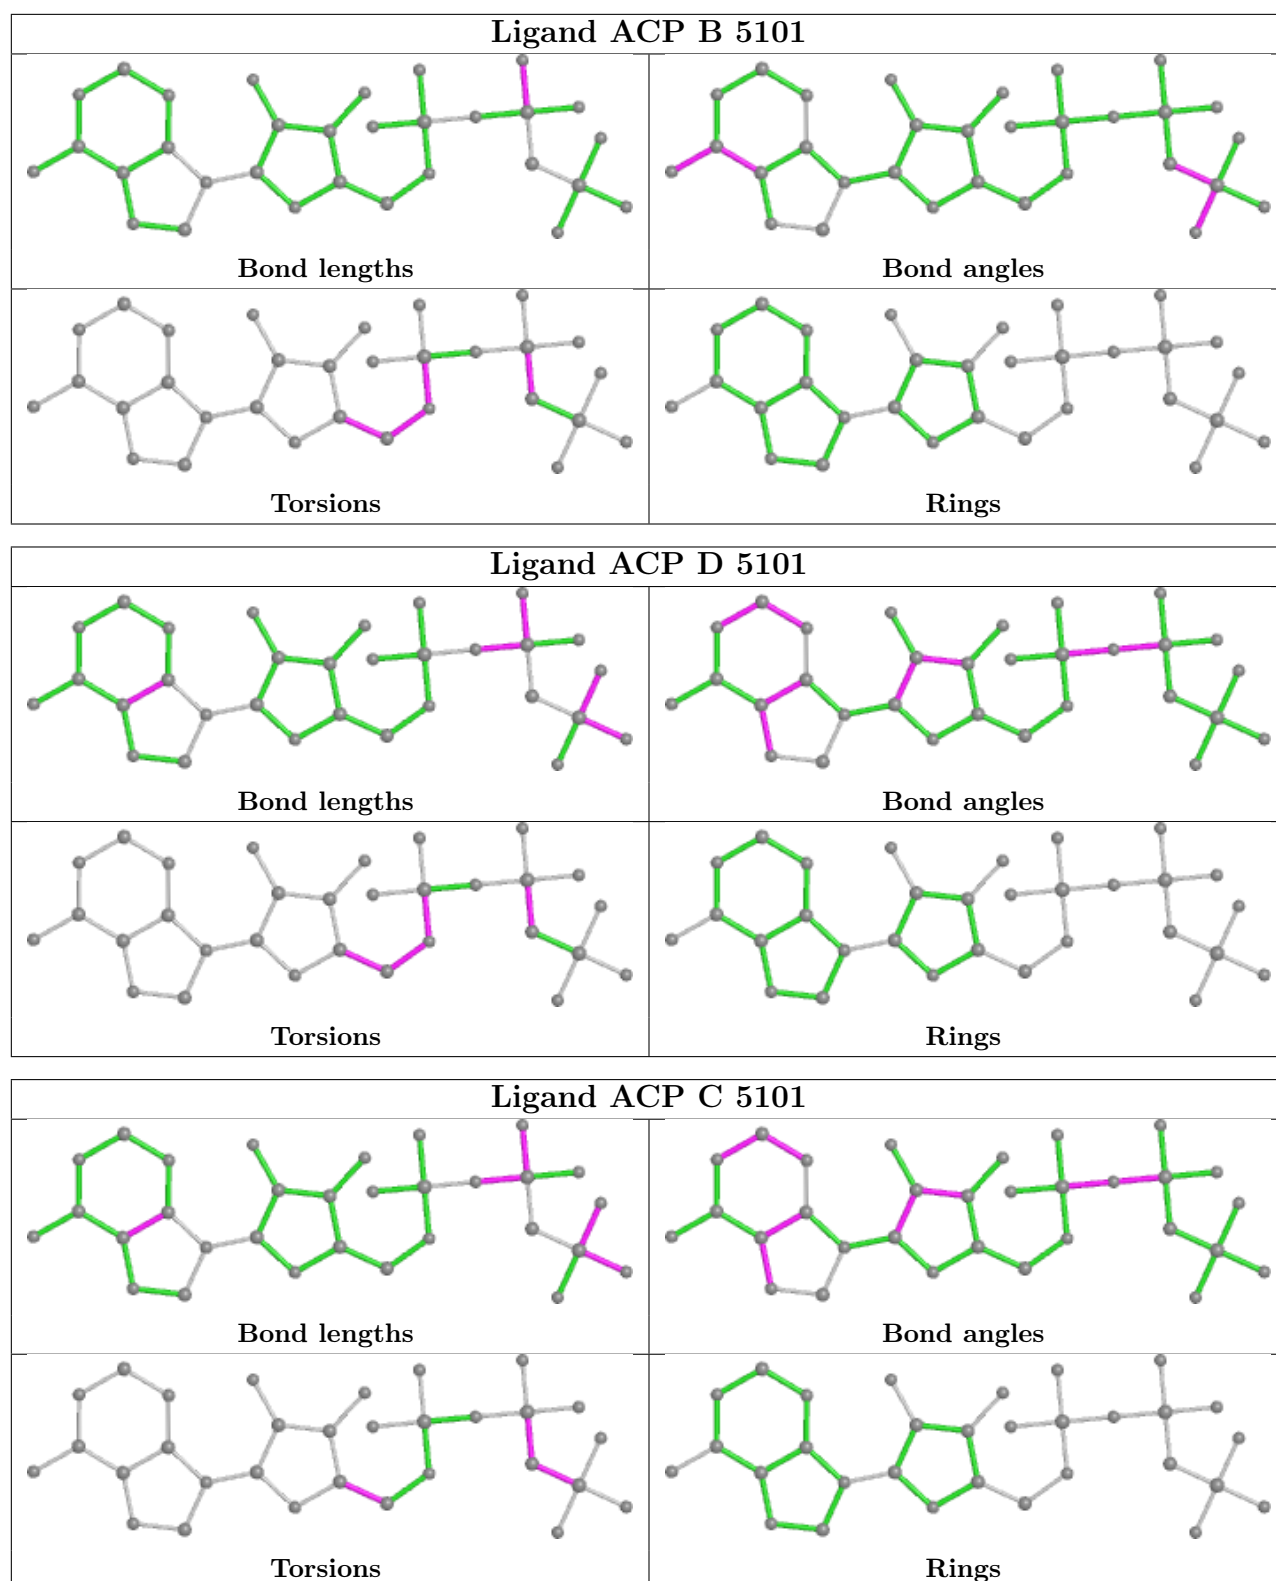 Ligand ACP B 5101
Bond lengths
Bond angles
Torsions
Rings
Ligand ACP D 5101
Bond lengths
Bond angles
Torsions
Rings
Ligand ACP C 5101
Bond lengths
Bond angles
Torsions
Rings